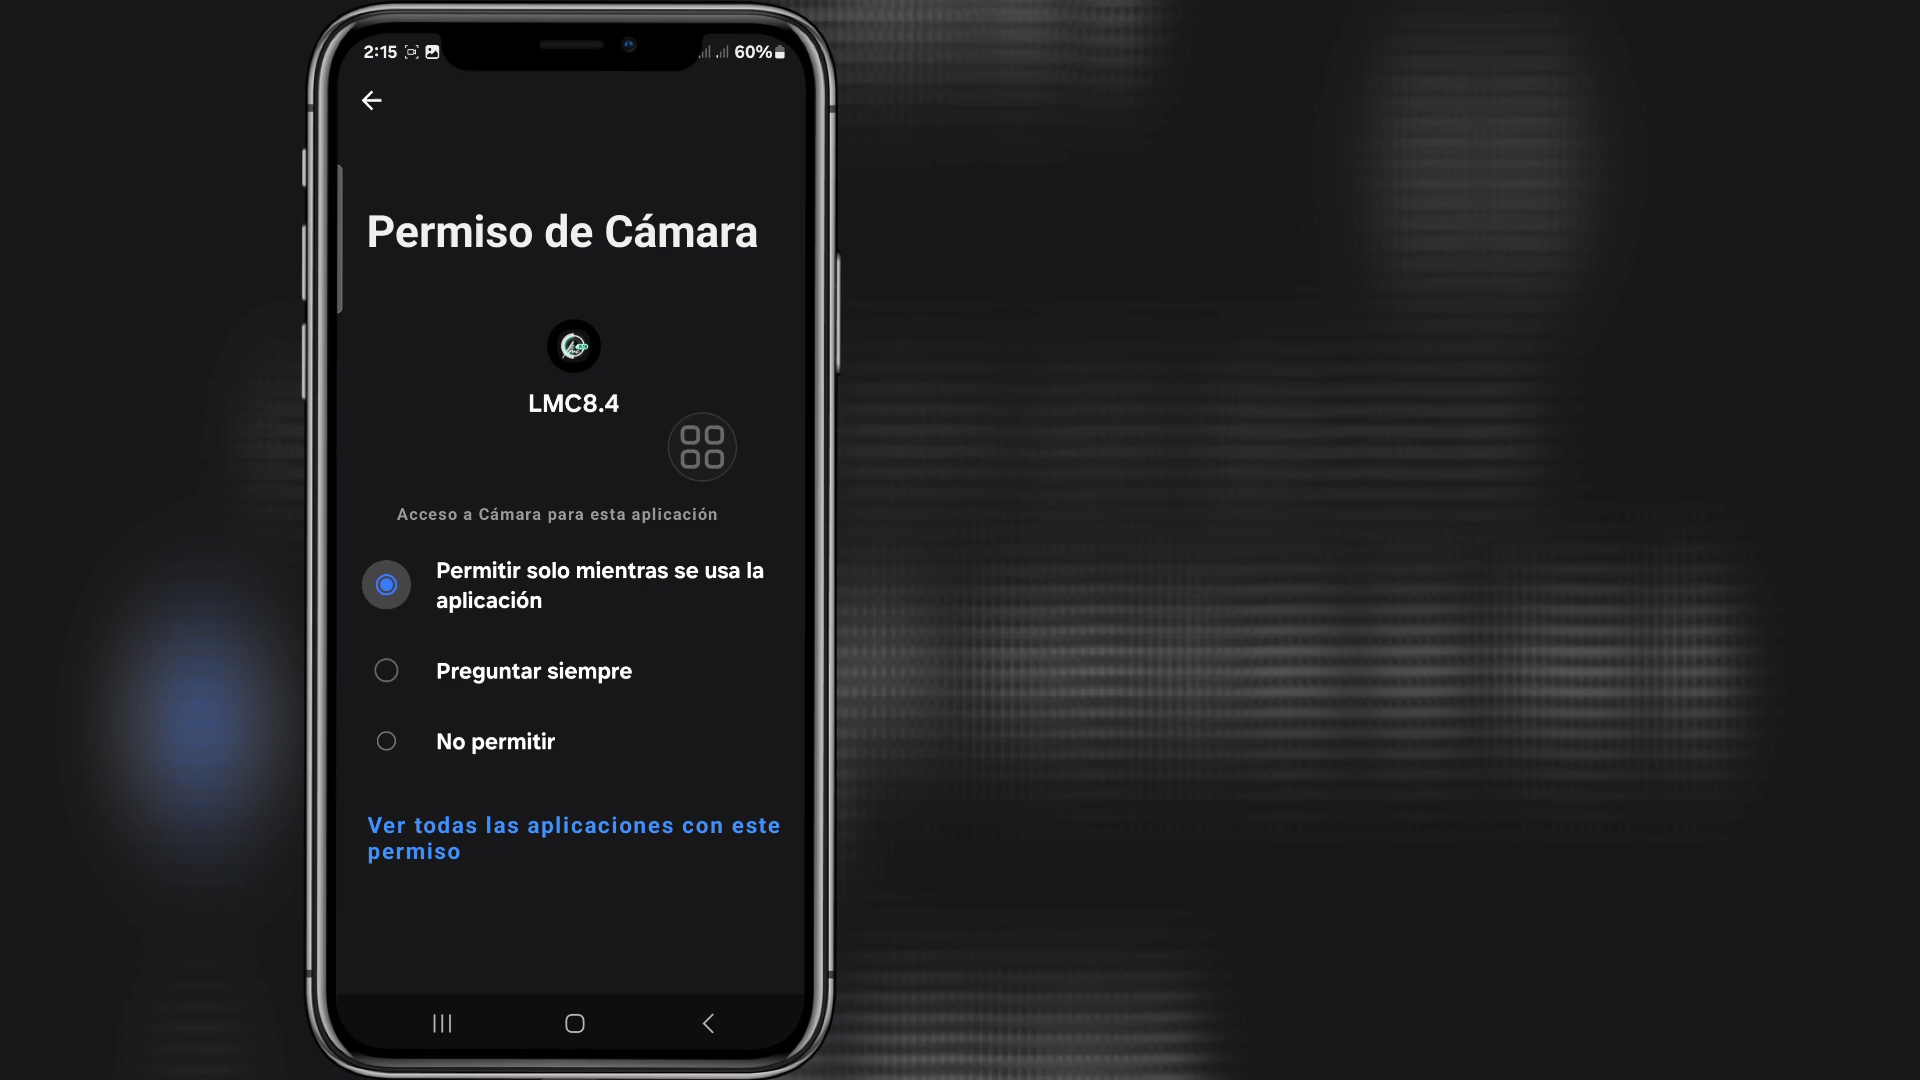 2:15
60%
Permiso de Cámara
LMC8.4
Acceso a Cámara para esta aplicación
Permitir solo mientras se usa la
aplicación
Preguntar siempre
No permitir
Ver todas las aplicaciones con este
permiso